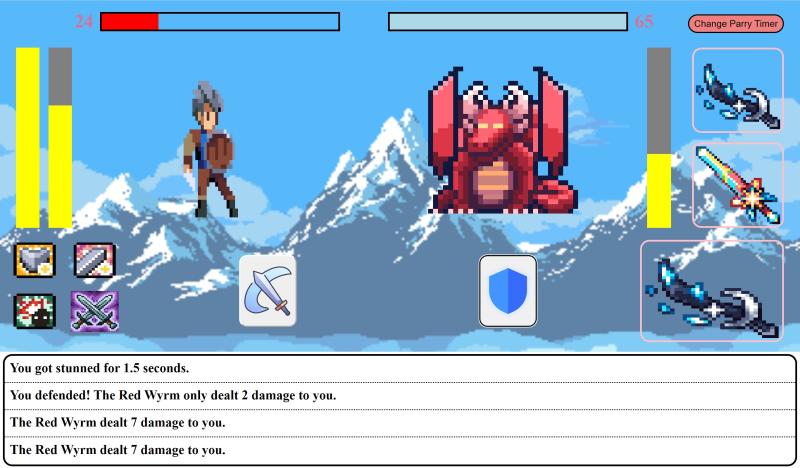 24
65
Change Parry Timer
You got stunned for 1.5 seconds.
You defended! The Red Wyrm only dealt 2 damage to you.
The Red Wyrm dealt 7 damage to you.
The Red Wyrm dealt 7 damage to you.